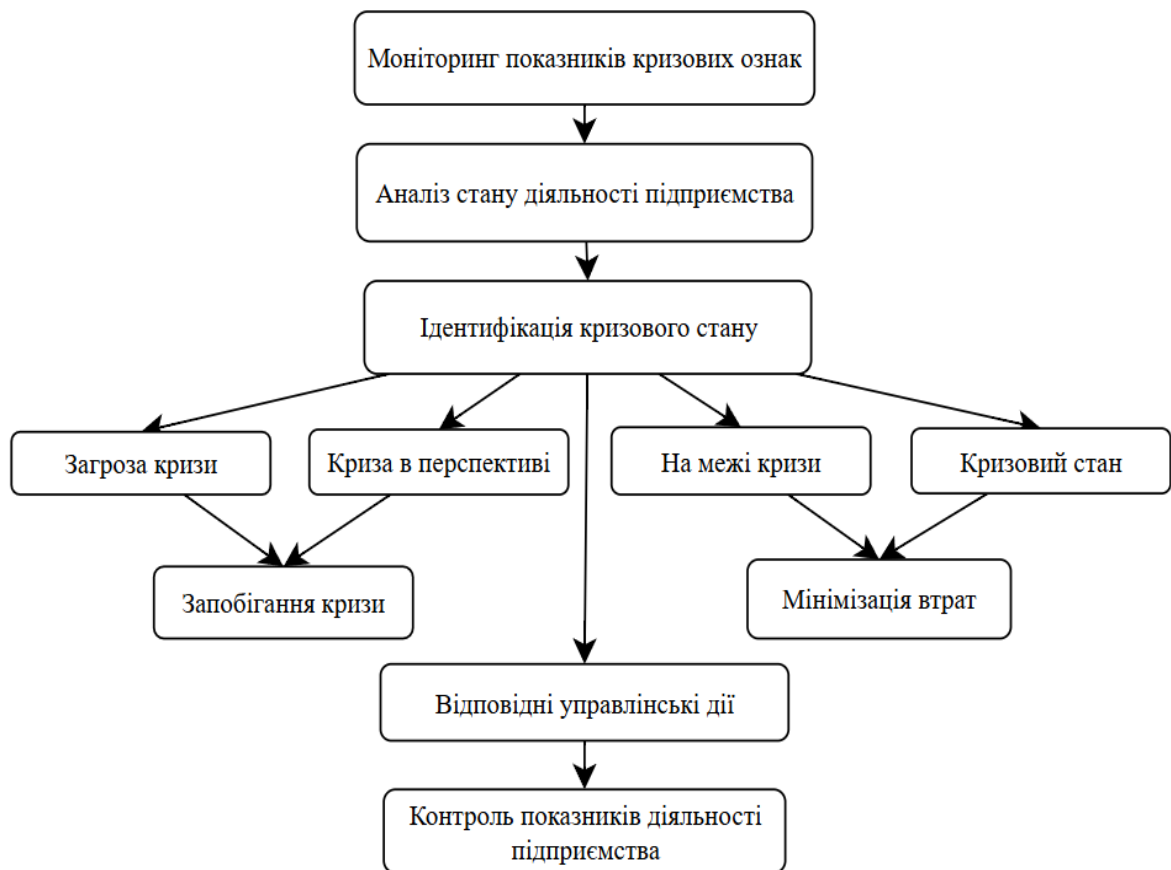 Моніторинг показників кризових ознак
Аналіз стану діяльності підприємства
Ідентифікація кризового стану
Загроза кризи
Криза в перспективі
На межі кризи
Кризовий стан
Запобігання кризи
Мінімізація втрат
Відповідні управлінські дії
Контроль показників діяльності
підприємства